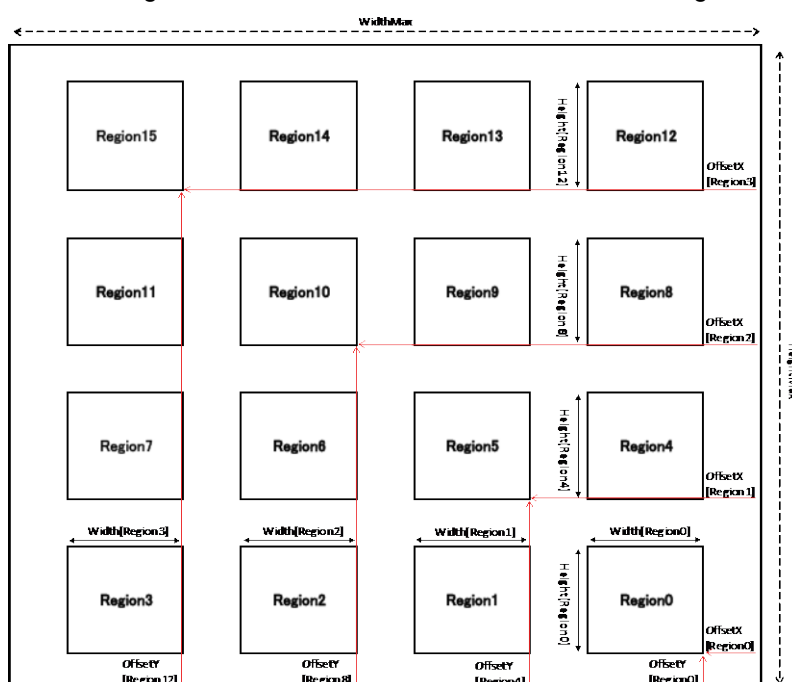 WidthMax
Region15
Region14
Region13
Height[Region12]
Region12
OffsetX
[Region3]
Region11
Region10
Region9
Height[Region8]
Region8
OffsetX
[Region2]
Region7
Region6
Region5
Height[Region4]
Region4
OffsetX
[Region1]
Width[Region3]
Width[Region2]
Width[Region1]
Width[Region0]
Region3
Region2
Region1
Height[Region0]
Region0
OffsetX
[Region0]
OffsetY
[Region12]
OffsetY
[Region8]
OffsetY
[Region4]
OffsetY
[Region0]